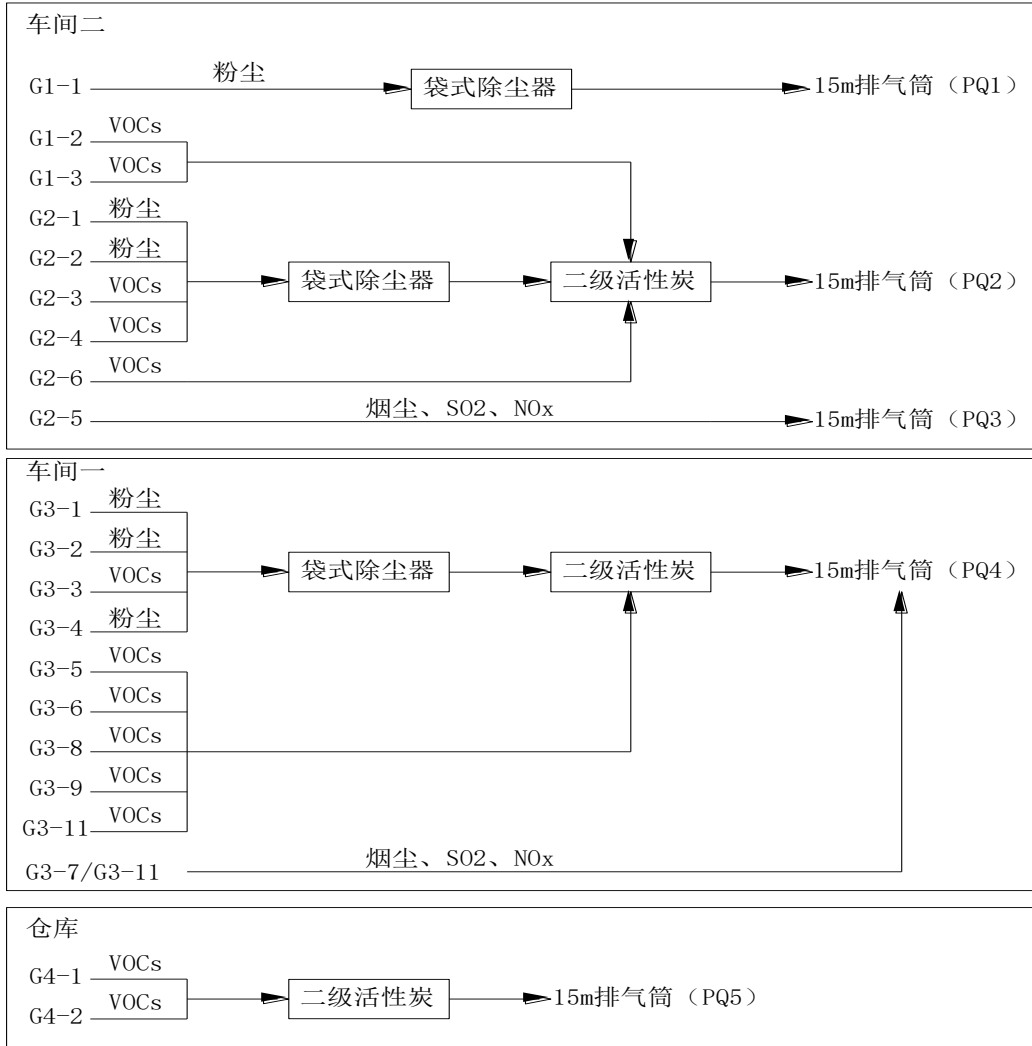 车间二
G1-1 粉尘 袋式除尘器 15m排气筒（PQ1）
G1-2 VOCs
G1-3 VOCs
G2-1 粉尘
G2-2 粉尘
G2-3 VOCs 袋式除尘器 二级活性炭 15m排气筒（PQ2）
G2-4 VOCs
G2-6 VOCs
G2-5 烟尘、SO2、NOx 15m排气筒（PQ3）
车间一
G3-1 粉尘
G3-2 粉尘
G3-3 VOCs 袋式除尘器 二级活性炭 15m排气筒（PQ4）
G3-4 粉尘
G3-5 VOCs
G3-6 VOCs
G3-8 VOCs
G3-9 VOCs
G3-11 VOCs
G3-7/G3-11 烟尘、SO2、NOx
仓库
G4-1 VOCs
G4-2 VOCs 二级活性炭 15m排气筒（PQ5）